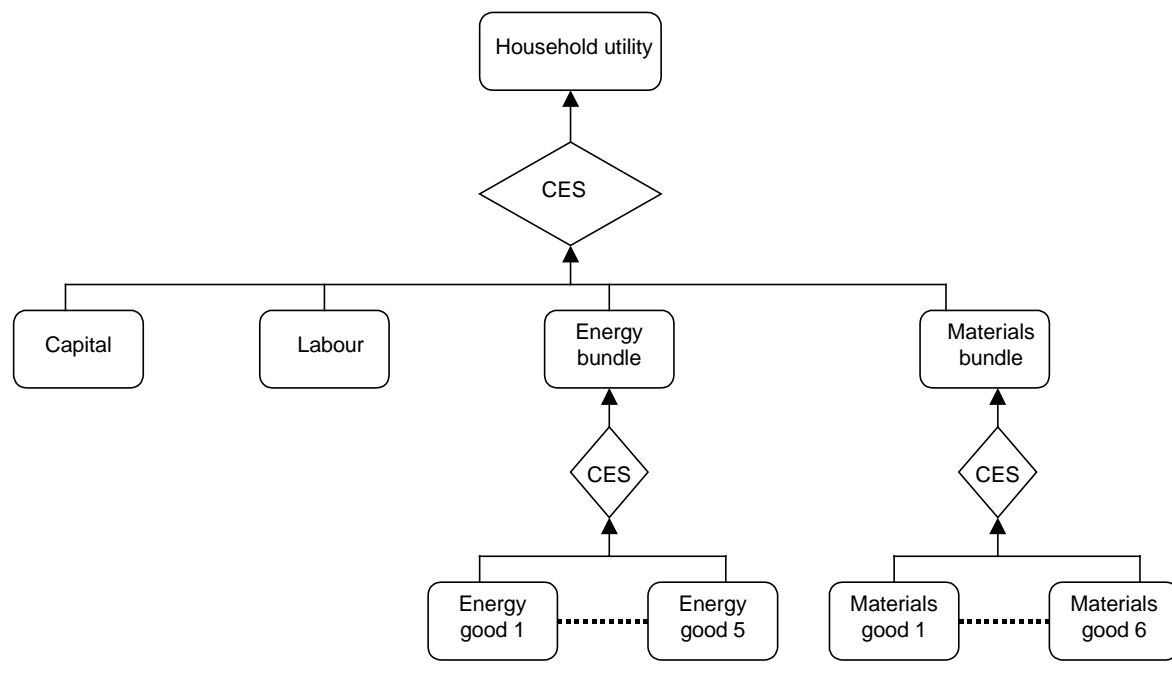 Household utility
CES
Capital
Labour
Energy
bundle
Materials
bundle
CES
CES
Energy
good 1
Energy
good 5
Materials
good 1
Materials
good 6